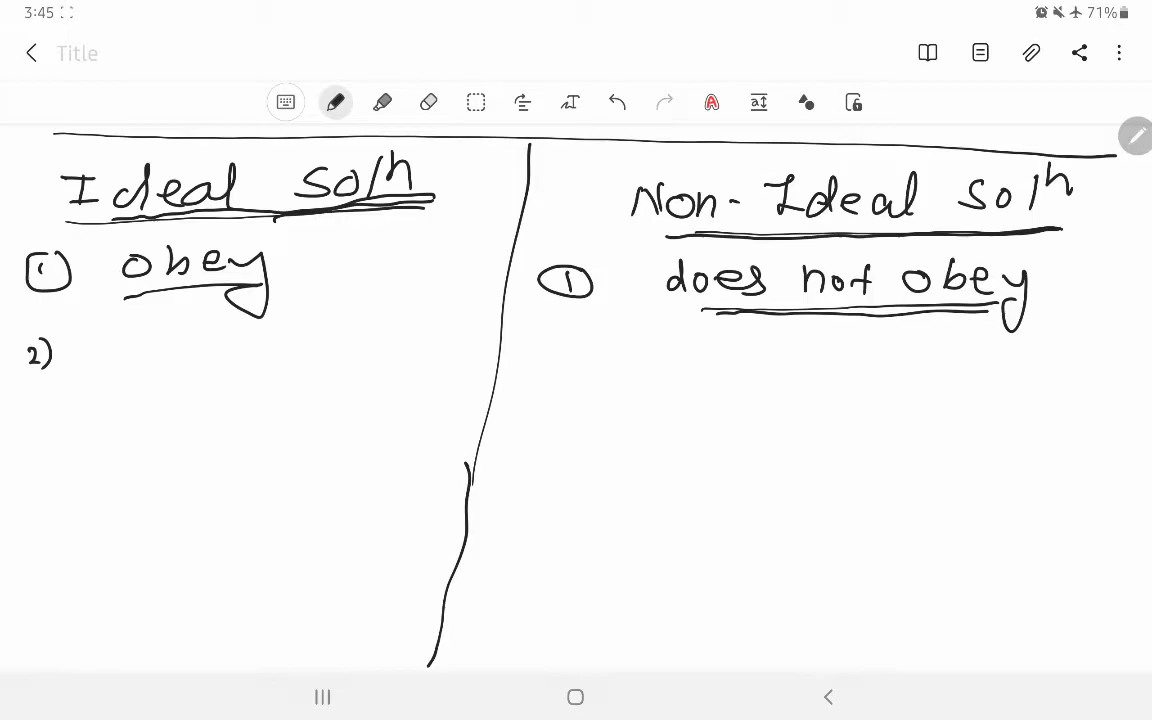 3:45
71%
Title
Ideal solⁿ
Non-Ideal solⁿ
(1) obey
① does not obey
2)